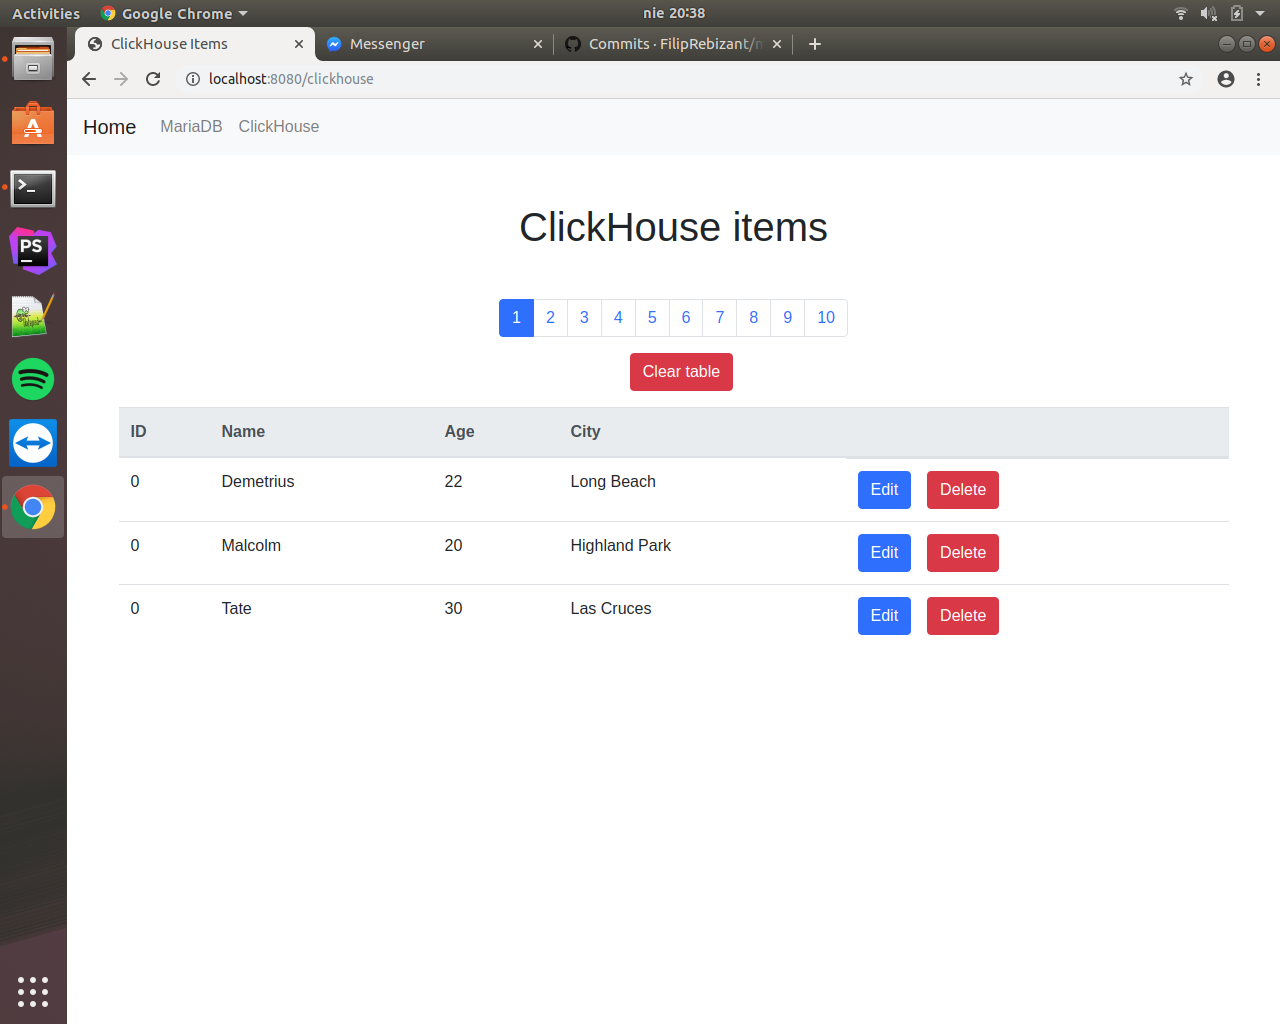 Activities Google Chrome nie 20:38
ClickHouse Items Messenger Commits · FilipRebizant/
localhost:8080/clickhouse
Home MariaDB ClickHouse
ClickHouse items
1 2 3 4 5 6 7 8 9 10
Clear table
ID Name Age City
0 Demetrius 22 Long Beach Edit Delete
0 Malcolm 20 Highland Park Edit Delete
0 Tate 30 Las Cruces Edit Delete
PS